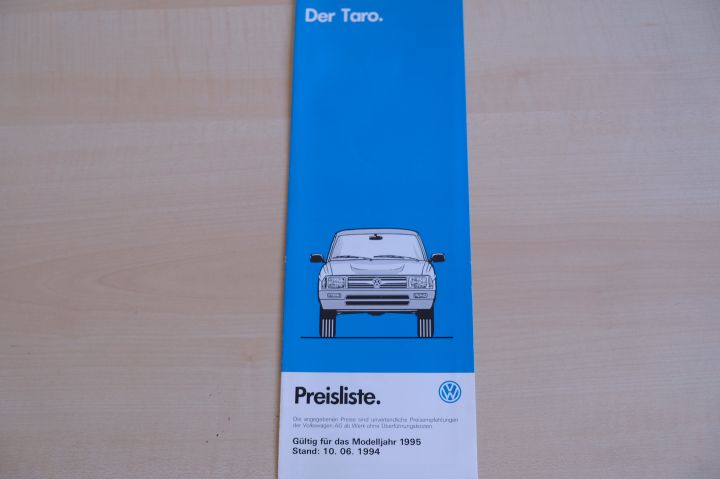 Der Taro.
Preisliste.
Die angegebenen Preise sind unverbindliche Preisempfehlungen
der Volkswagen AG ab Werk ohne Überführungskosten.
Gültig für das Modelljahr 1995
Stand: 10. 06. 1994